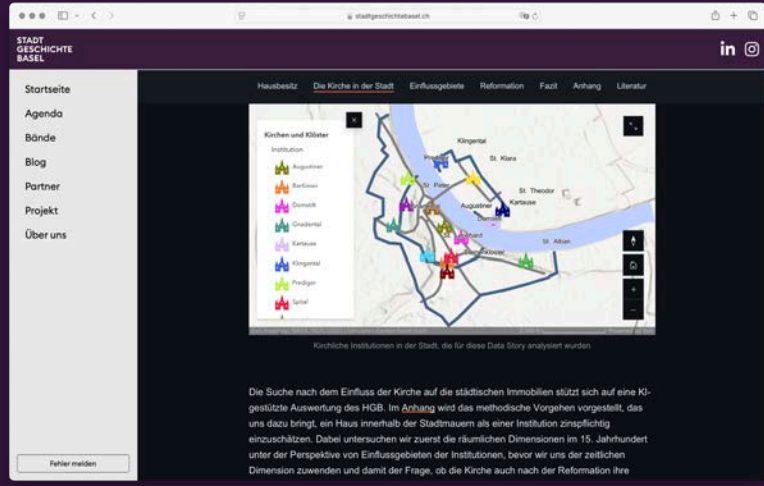 stadtgeschichtebasel.ch
STADT
GESCHICHTE
BASEL
in
Startseite
Agenda
Bände
Blog
Partner
Projekt
Über uns
Fehler melden
Hausbesitz Die Kirche in der Stadt Einflussgebiete Reformation Fazit Anhang Literatur
Kirchen und Klöster
Institution
Augustiner
Barfüsser
Domstift
Gnadental
Kartause
Klingental
Prediger
Spital
Klingental
Prediger
St. Klara
St. Peter
St. Theodor
Kartause
Augustiner
Domstift
St. Alban
Kirchliche Institutionen in der Stadt, die für diese Data Story analysiert wurden
Die Suche nach dem Einfluss der Kirche auf die städtischen Immobilien stützt sich auf eine KI-
gestützte Auswertung des HGB. Im Anhang wird das methodische Vorgehen vorgestellt, das
uns dazu bringt, ein Haus innerhalb der Stadtmauern als einer Institution zinspflichtig
einzuschätzen. Dabei untersuchen wir zuerst die räumlichen Dimensionen im 15. Jahrhundert
unter der Perspektive von Einflussgebieten der Institutionen, bevor wir uns der zeitlichen
Dimension zuwenden und damit der Frage, ob die Kirche auch nach der Reformation ihre